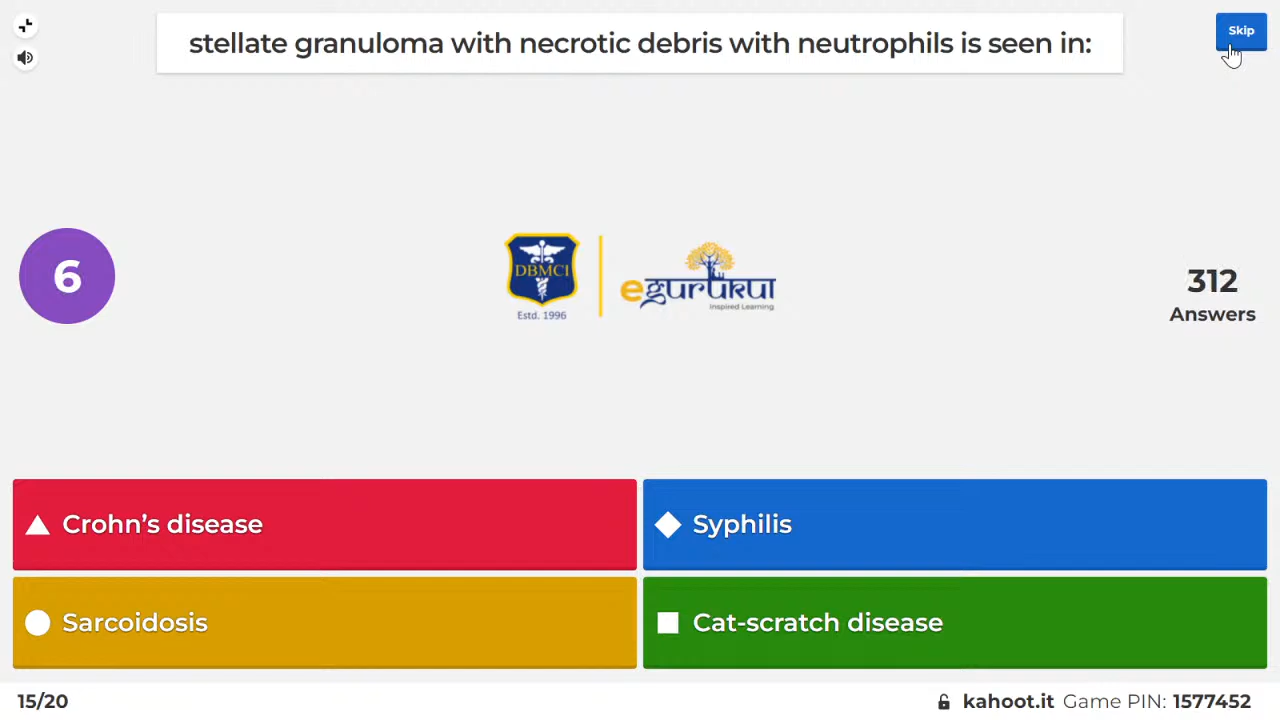 stellate granuloma with necrotic debris with neutrophils is seen in:
Skip
6
DBMCI
Estd. 1996
egurukul
Inspired Learning
312
Answers
Crohn's disease
Syphilis
Sarcoidosis
Cat-scratch disease
15/20
kahoot.it Game PIN: 1577452